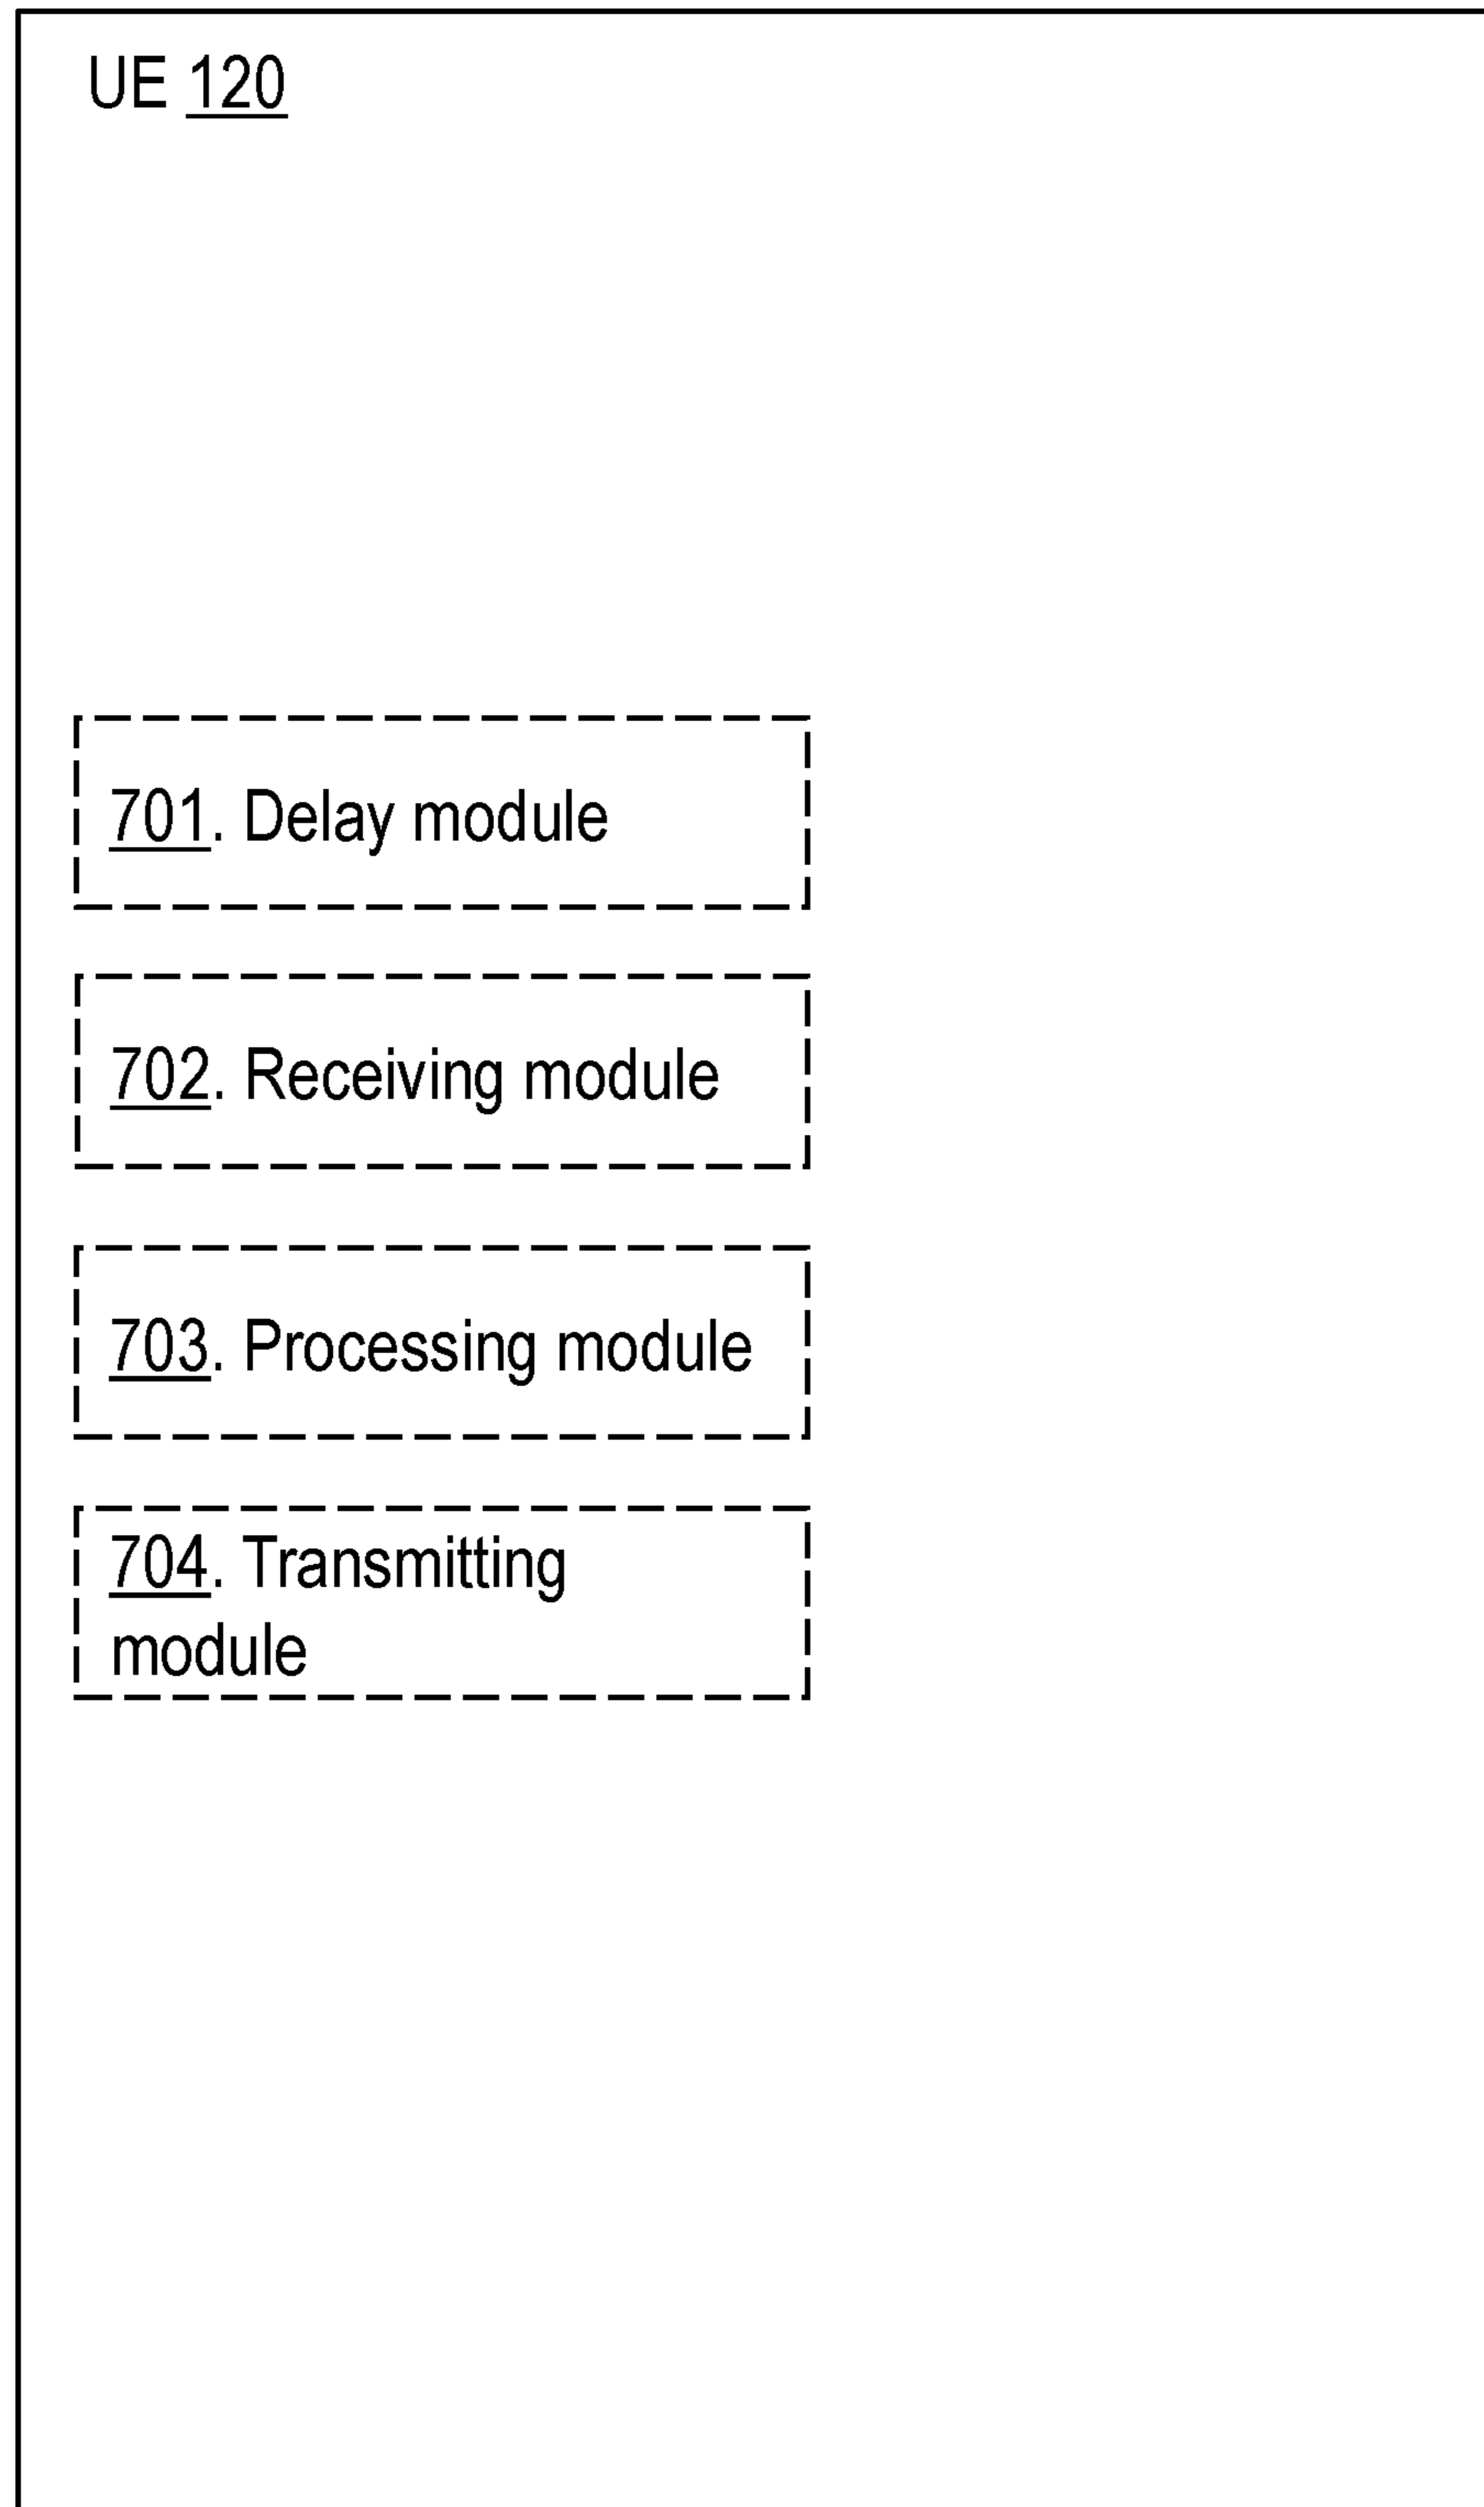 UE 120
701. Delay module
702. Receiving module
703. Processing module
704. Transmitting
module